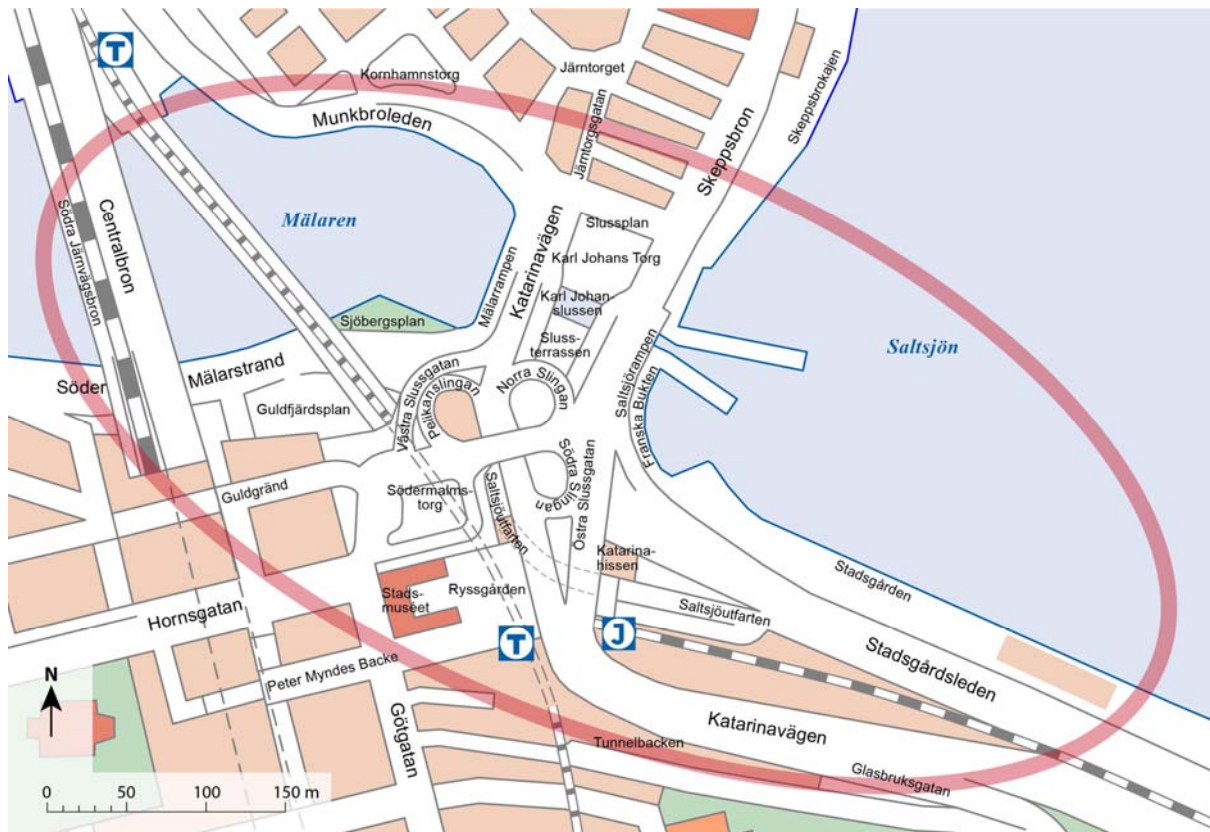 T
Kornhamnstorg
Järntorget
Munkbroleden
Järntorgsgatan
Skeppsbron
Skeppsbrokajen
Södra Järnvägsbron
Centralbron
Mälaren
Slussplan
Karl Johans Torg
Katarinavägen
Mälarrampen
Karl Johan-
slussen
Sjöbergsplan
Sluss-
terrassen
Saltsjön
Söder
Mälarstrand
Guldfjärdsplan
Västra Slussgatan
Pelikanslingan
Norra Slingan
Saltsjörampen
Franska Bukten
Guldgränd
Södermalms-
torg
Saltsjöutfarten
Södra Slingan
Östra Slussgatan
Katarina-
hissen
Stadsgården
Hornsgatan
Stads-
muséet
Ryssgården
Saltsjöutfarten
T
J
Stadsgårdsleden
N
Peter Myndes Backe
Götgatan
Katarinavägen
Tunnelbacken
Glasbruksgatan
0 50 100 150 m